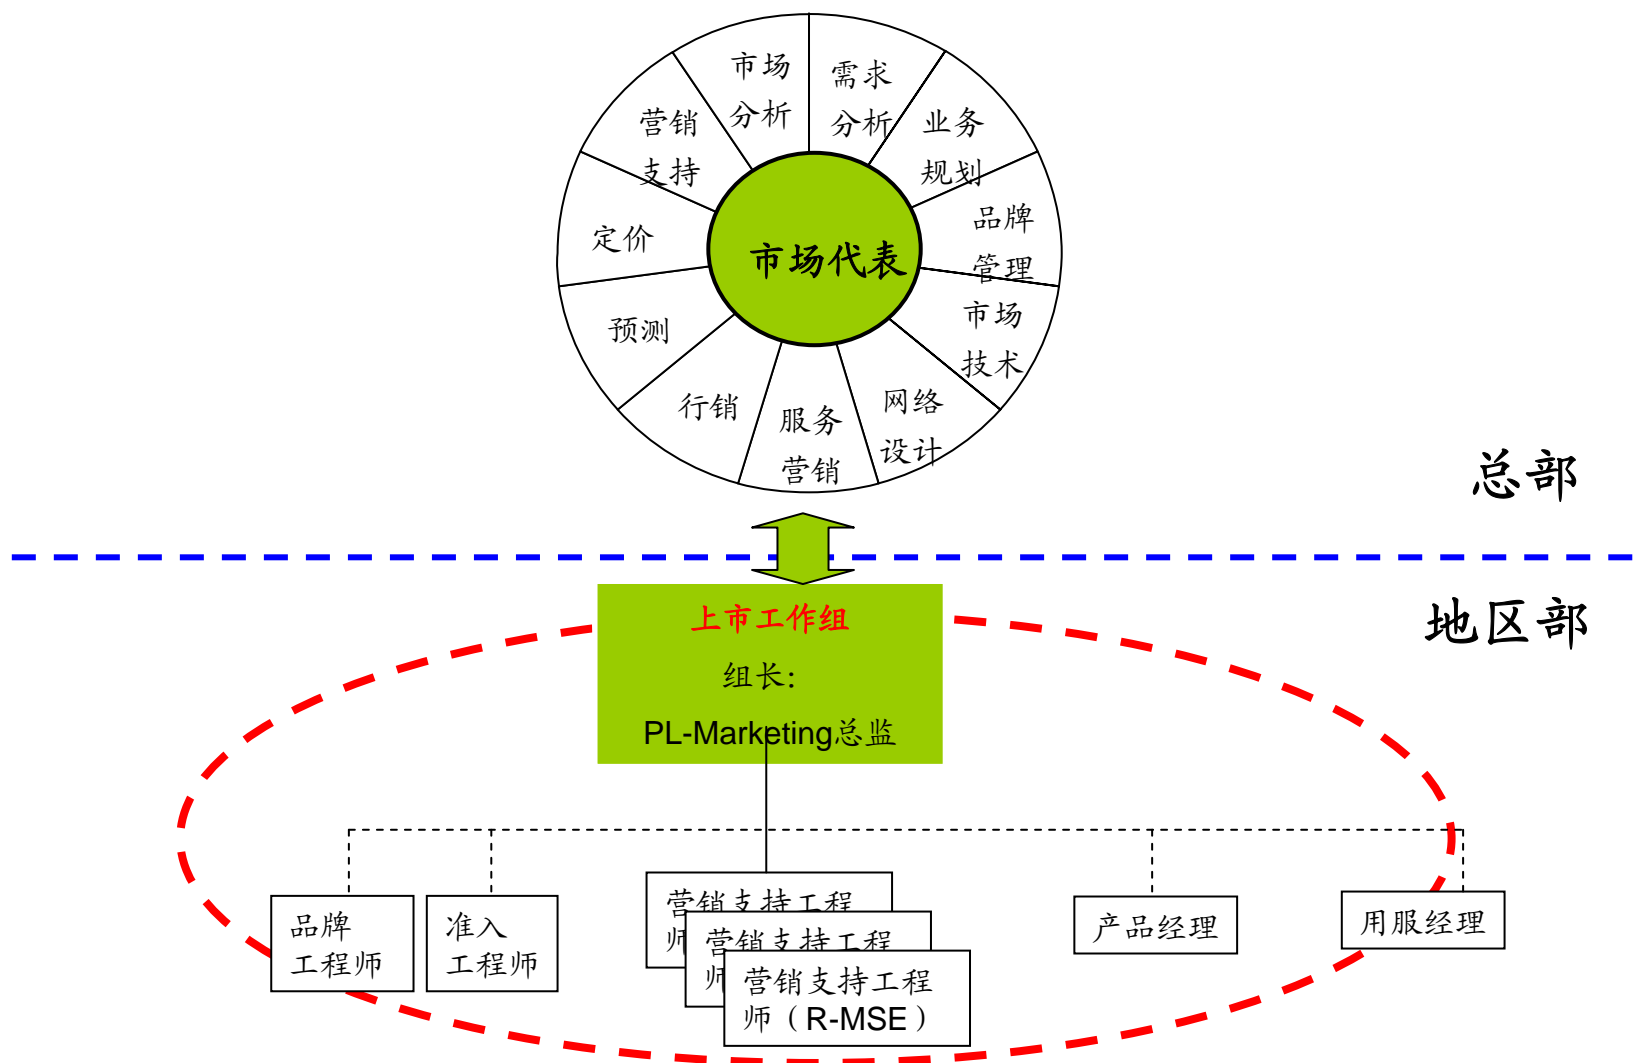 市场
分析
需求
分析
业务
规划
品牌
管理
市场
技术
网络
设计
服务
营销
行销
预测
定价
营销
支持
市场代表
总部
地区部
上市工作组
组长:
PL-Marketing总监
品牌
工程师
准入
工程师
营销支持工程
师
营销支持工程
师
营销支持工程
师（R-MSE）
产品经理
用服经理